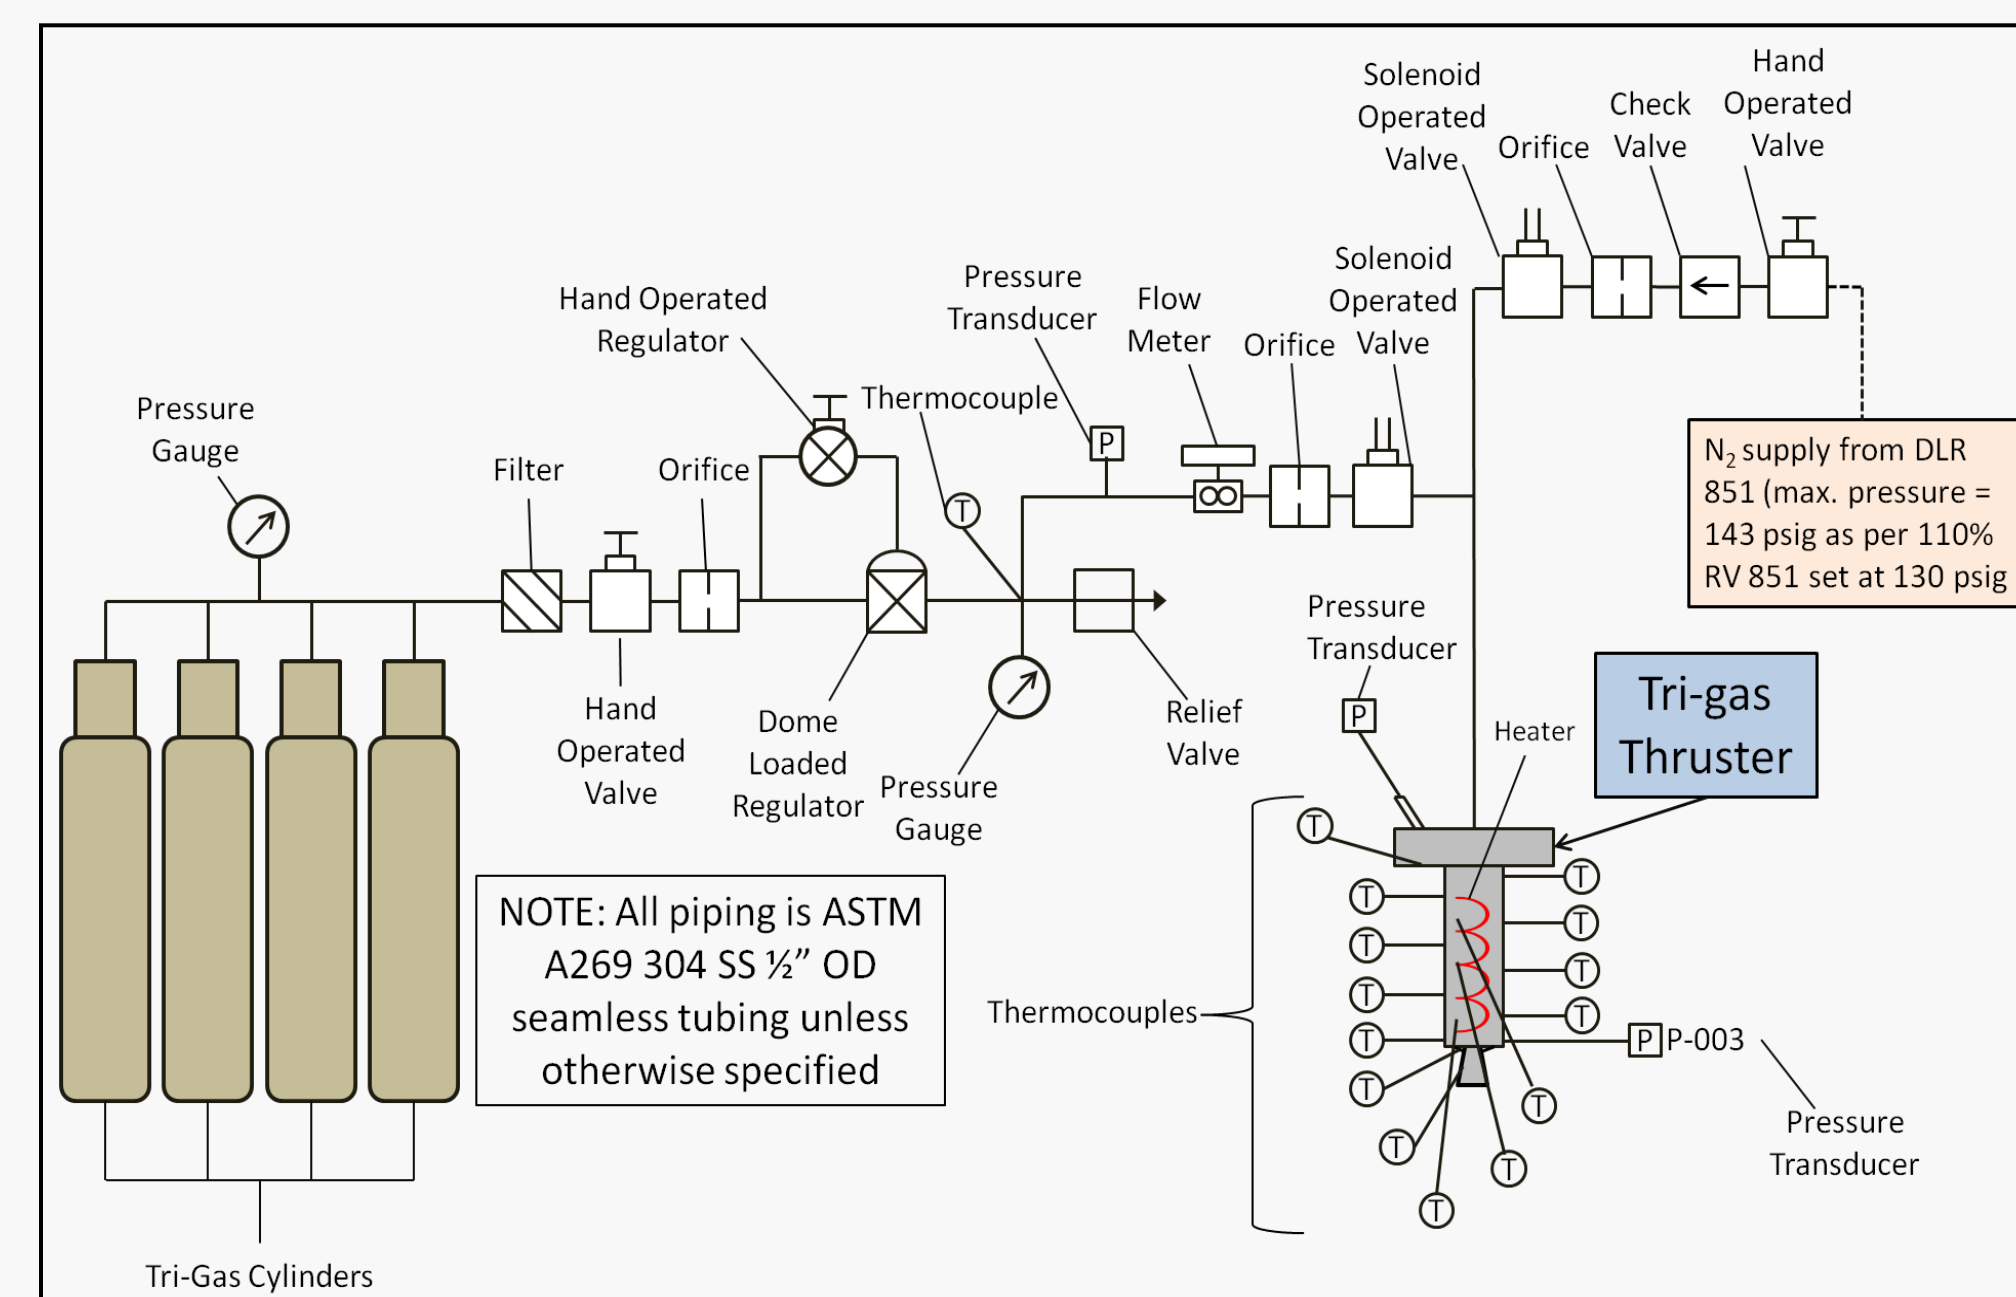 Solenoid
Operated
Valve
Orifice
Check
Valve
Hand
Operated
Valve
Solenoid
Operated
Valve
Pressure
Transducer
Flow
Meter
Orifice
Hand Operated
Regulator
Thermocouple
Pressure
Gauge
Filter
Orifice
P
T
N₂ supply from DLR
851 (max. pressure =
143 psig as per 110%
RV 851 set at 130 psig
Hand
Operated
Valve
Dome
Loaded
Regulator
Pressure
Gauge
Relief
Valve
Pressure
Transducer
P
Heater
Tri-gas
Thruster
NOTE: All piping is ASTM
A269 304 SS ½” OD
seamless tubing unless
otherwise specified
Thermocouples
T
T
T
T
T
T
T
T
T
T
T
T
T
T
P P-003
Pressure
Transducer
Tri-Gas Cylinders